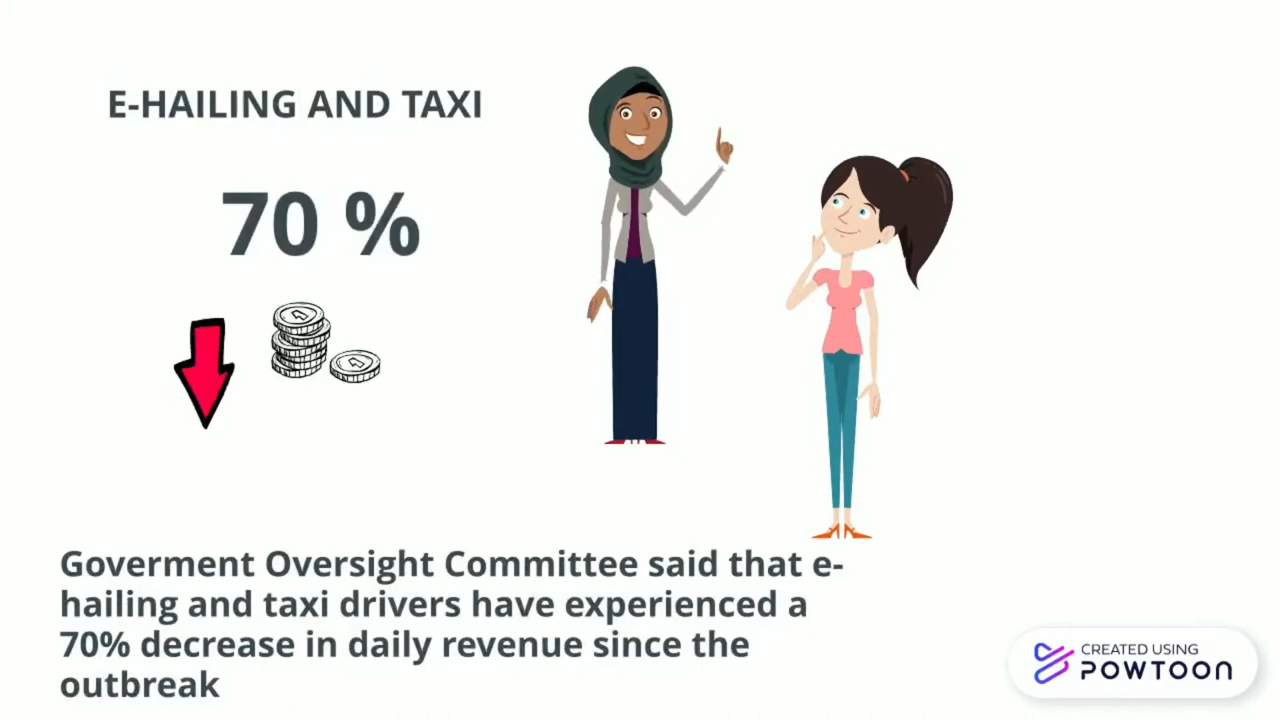 E-HAILING AND TAXI
70 %
Goverment Oversight Committee said that e-
hailing and taxi drivers have experienced a
70% decrease in daily revenue since the
outbreak
CREATED USING
POWTOON